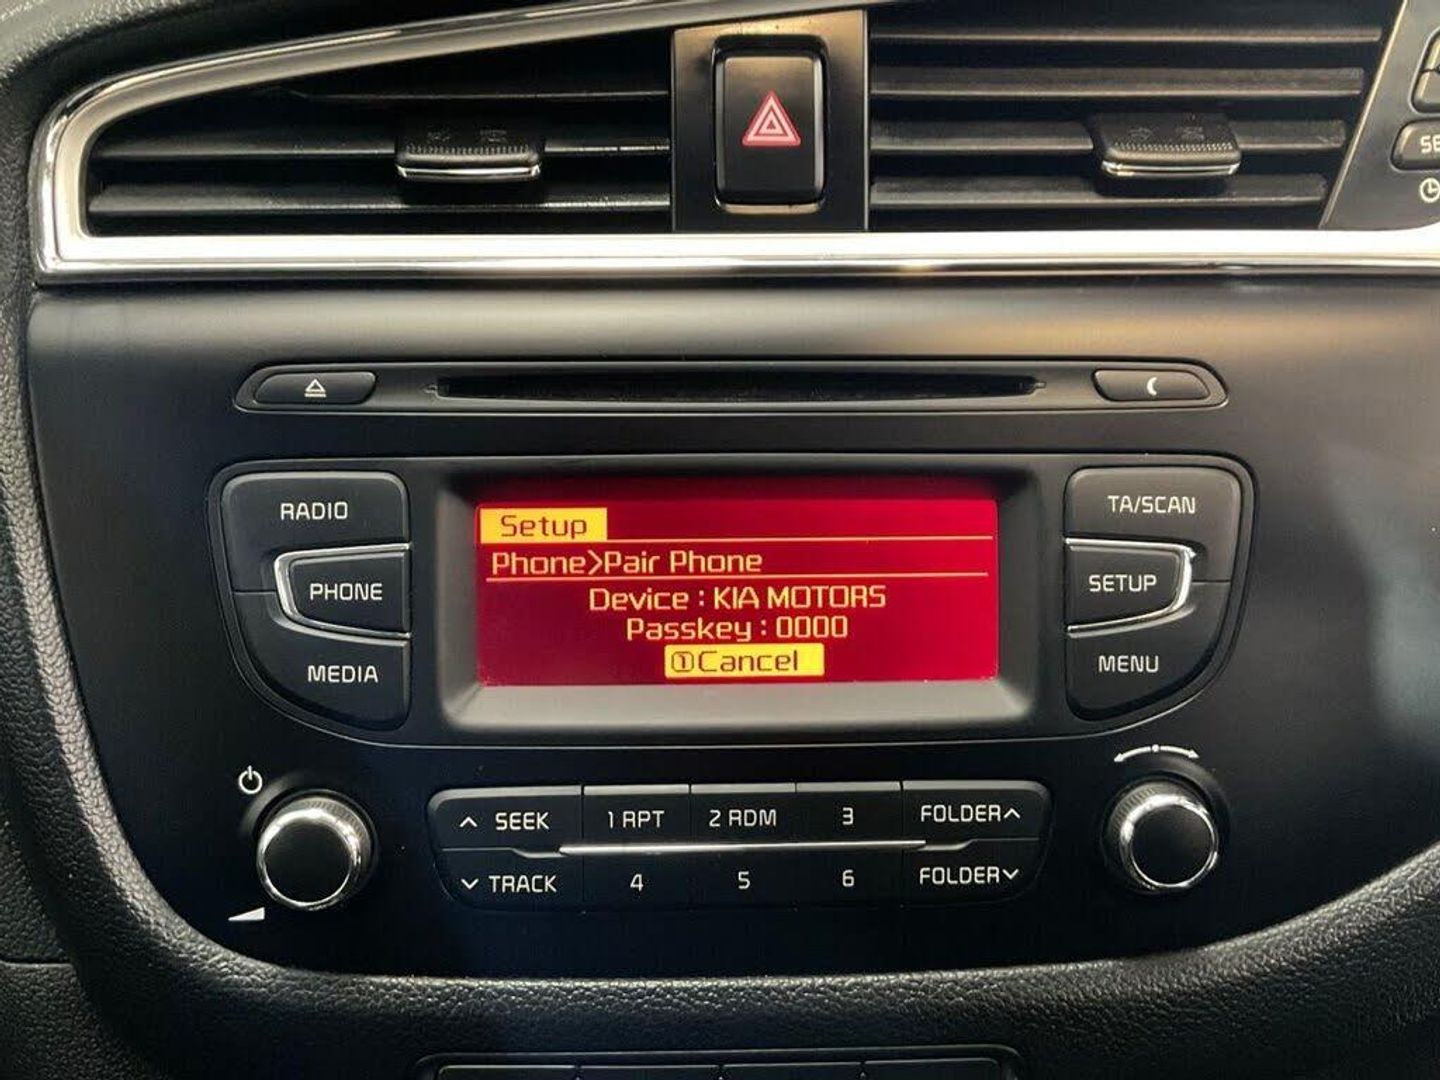 SE
RADIO
PHONE
MEDIA
Setup
Phone>Pair Phone
Device : KIA MOTORS
Passkey : 0000
①Cancel
TA/SCAN
SETUP
MENU
SEEK
1 RPT
2 RDM
3
FOLDER
TRACK
4
5
6
FOLDER